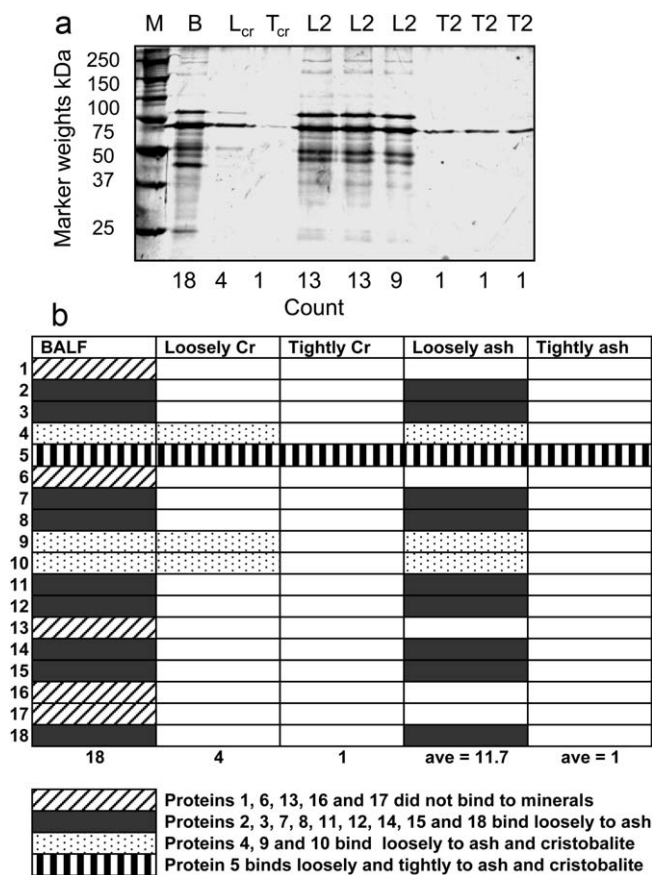 a
M B Lcr Tcr L2 L2 L2 T2 T2 T2
Marker weights kDa
250
150
100
75
50
37
25
18 4 1 13 13 9 1 1 1
Count
b
BALF Loosely Cr Tightly Cr Loosely ash Tightly ash
1
2
3
4
5
6
7
8
9
10
11
12
13
14
15
16
17
18
18 4 1 ave = 11.7 ave = 1
Proteins 1, 6, 13, 16 and 17 did not bind to minerals
Proteins 2, 3, 7, 8, 11, 12, 14, 15 and 18 bind loosely to ash
Proteins 4, 9 and 10 bind loosely to ash and cristobalite
Protein 5 binds loosely and tightly to ash and cristobalite